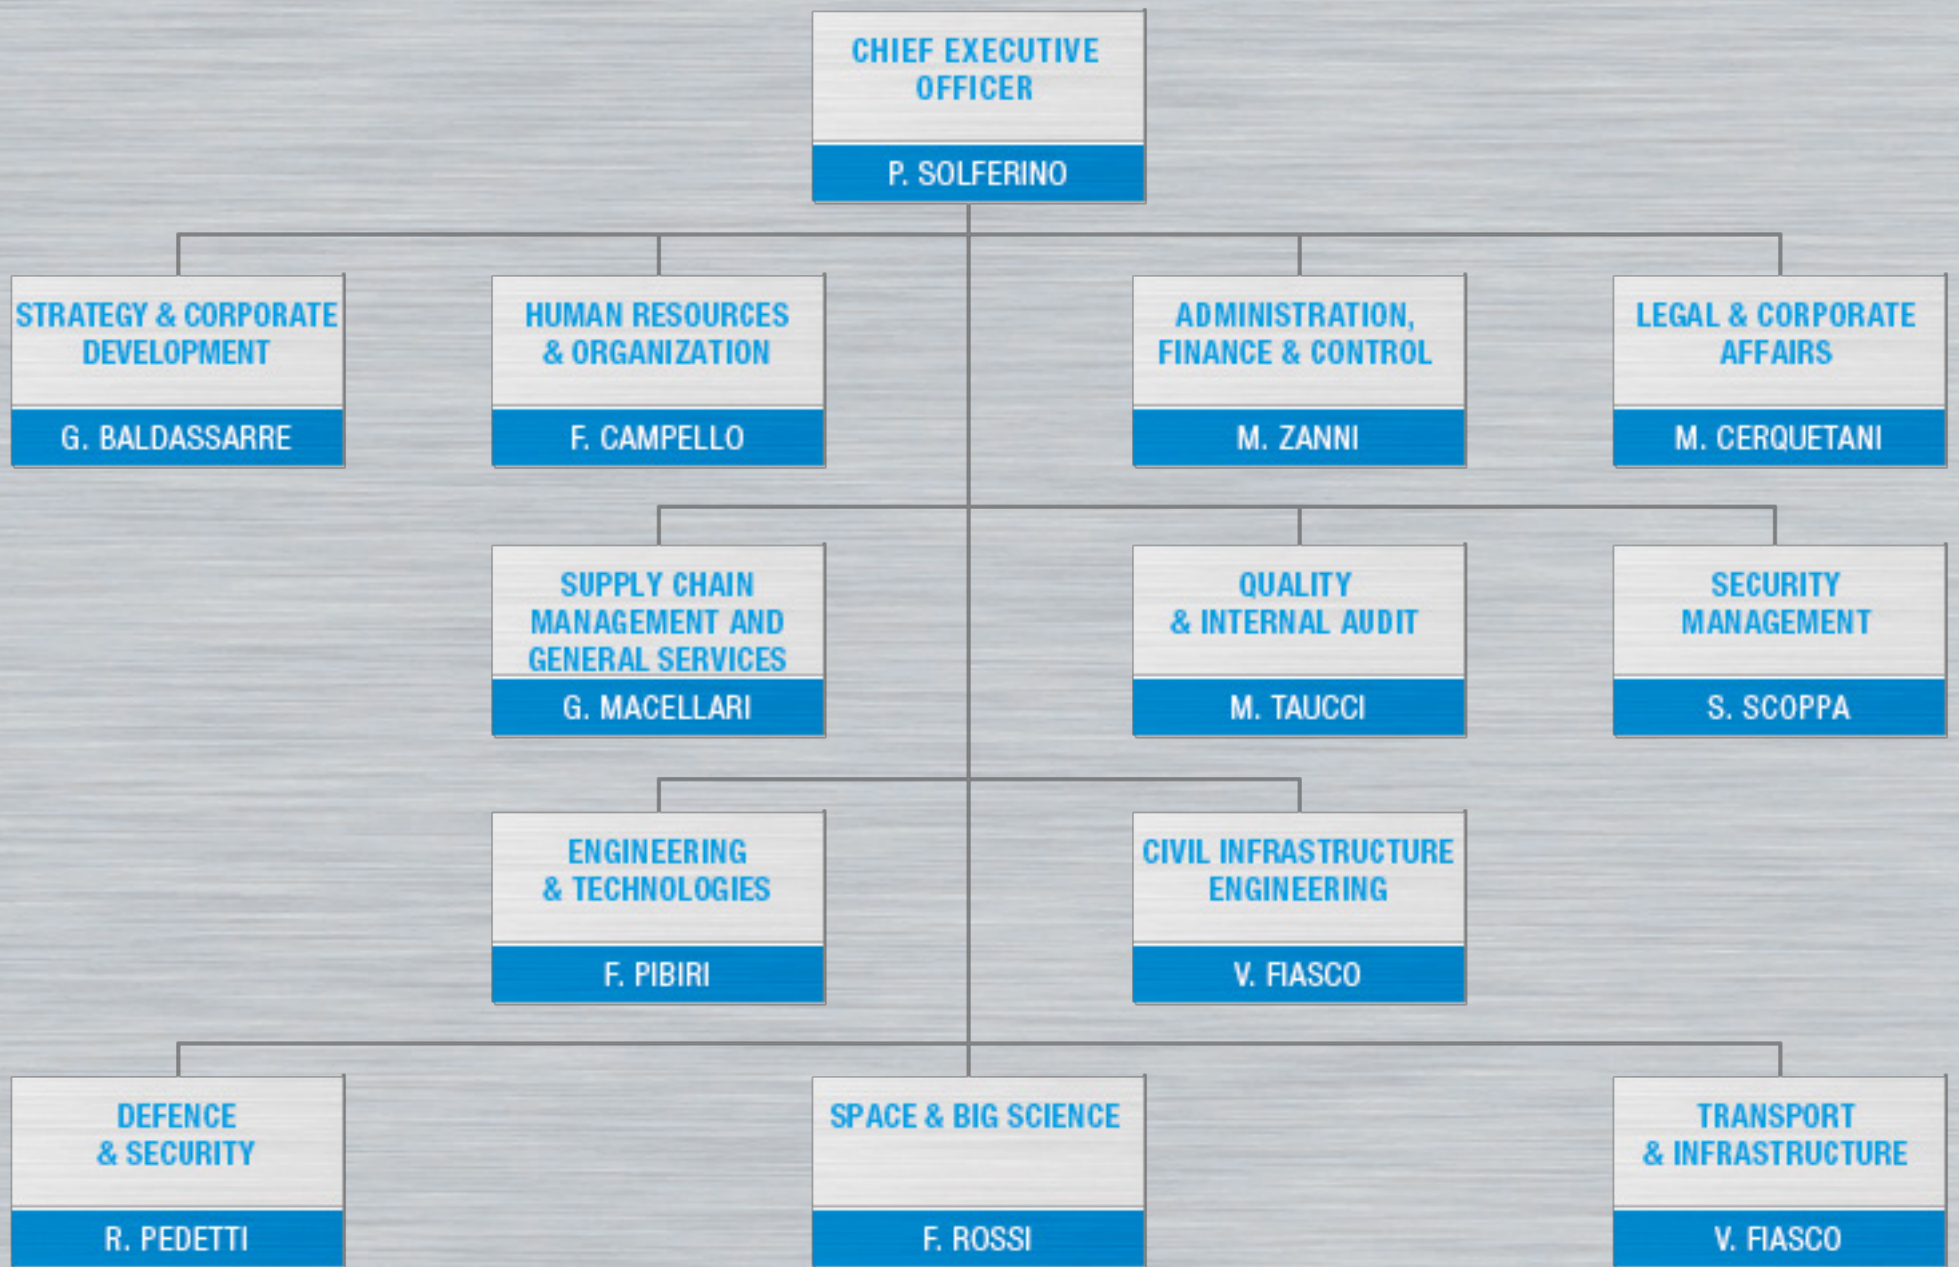 CHIEF EXECUTIVE
OFFICER
P. SOLFERINO
STRATEGY & CORPORATE
DEVELOPMENT
G. BALDASSARRE
HUMAN RESOURCES
& ORGANIZATION
F. CAMPELLO
ADMINISTRATION,
FINANCE & CONTROL
M. ZANNI
LEGAL & CORPORATE
AFFAIRS
M. CERQUETANI
SUPPLY CHAIN
MANAGEMENT AND
GENERAL SERVICES
G. MACELLARI
QUALITY
& INTERNAL AUDIT
M. TAUCCI
SECURITY
MANAGEMENT
S. SCOPPA
ENGINEERING
& TECHNOLOGIES
F. PIBIRI
CIVIL INFRASTRUCTURE
ENGINEERING
V. FIASCO
DEFENCE
& SECURITY
R. PEDETTI
SPACE & BIG SCIENCE
F. ROSSI
TRANSPORT
& INFRASTRUCTURE
V. FIASCO